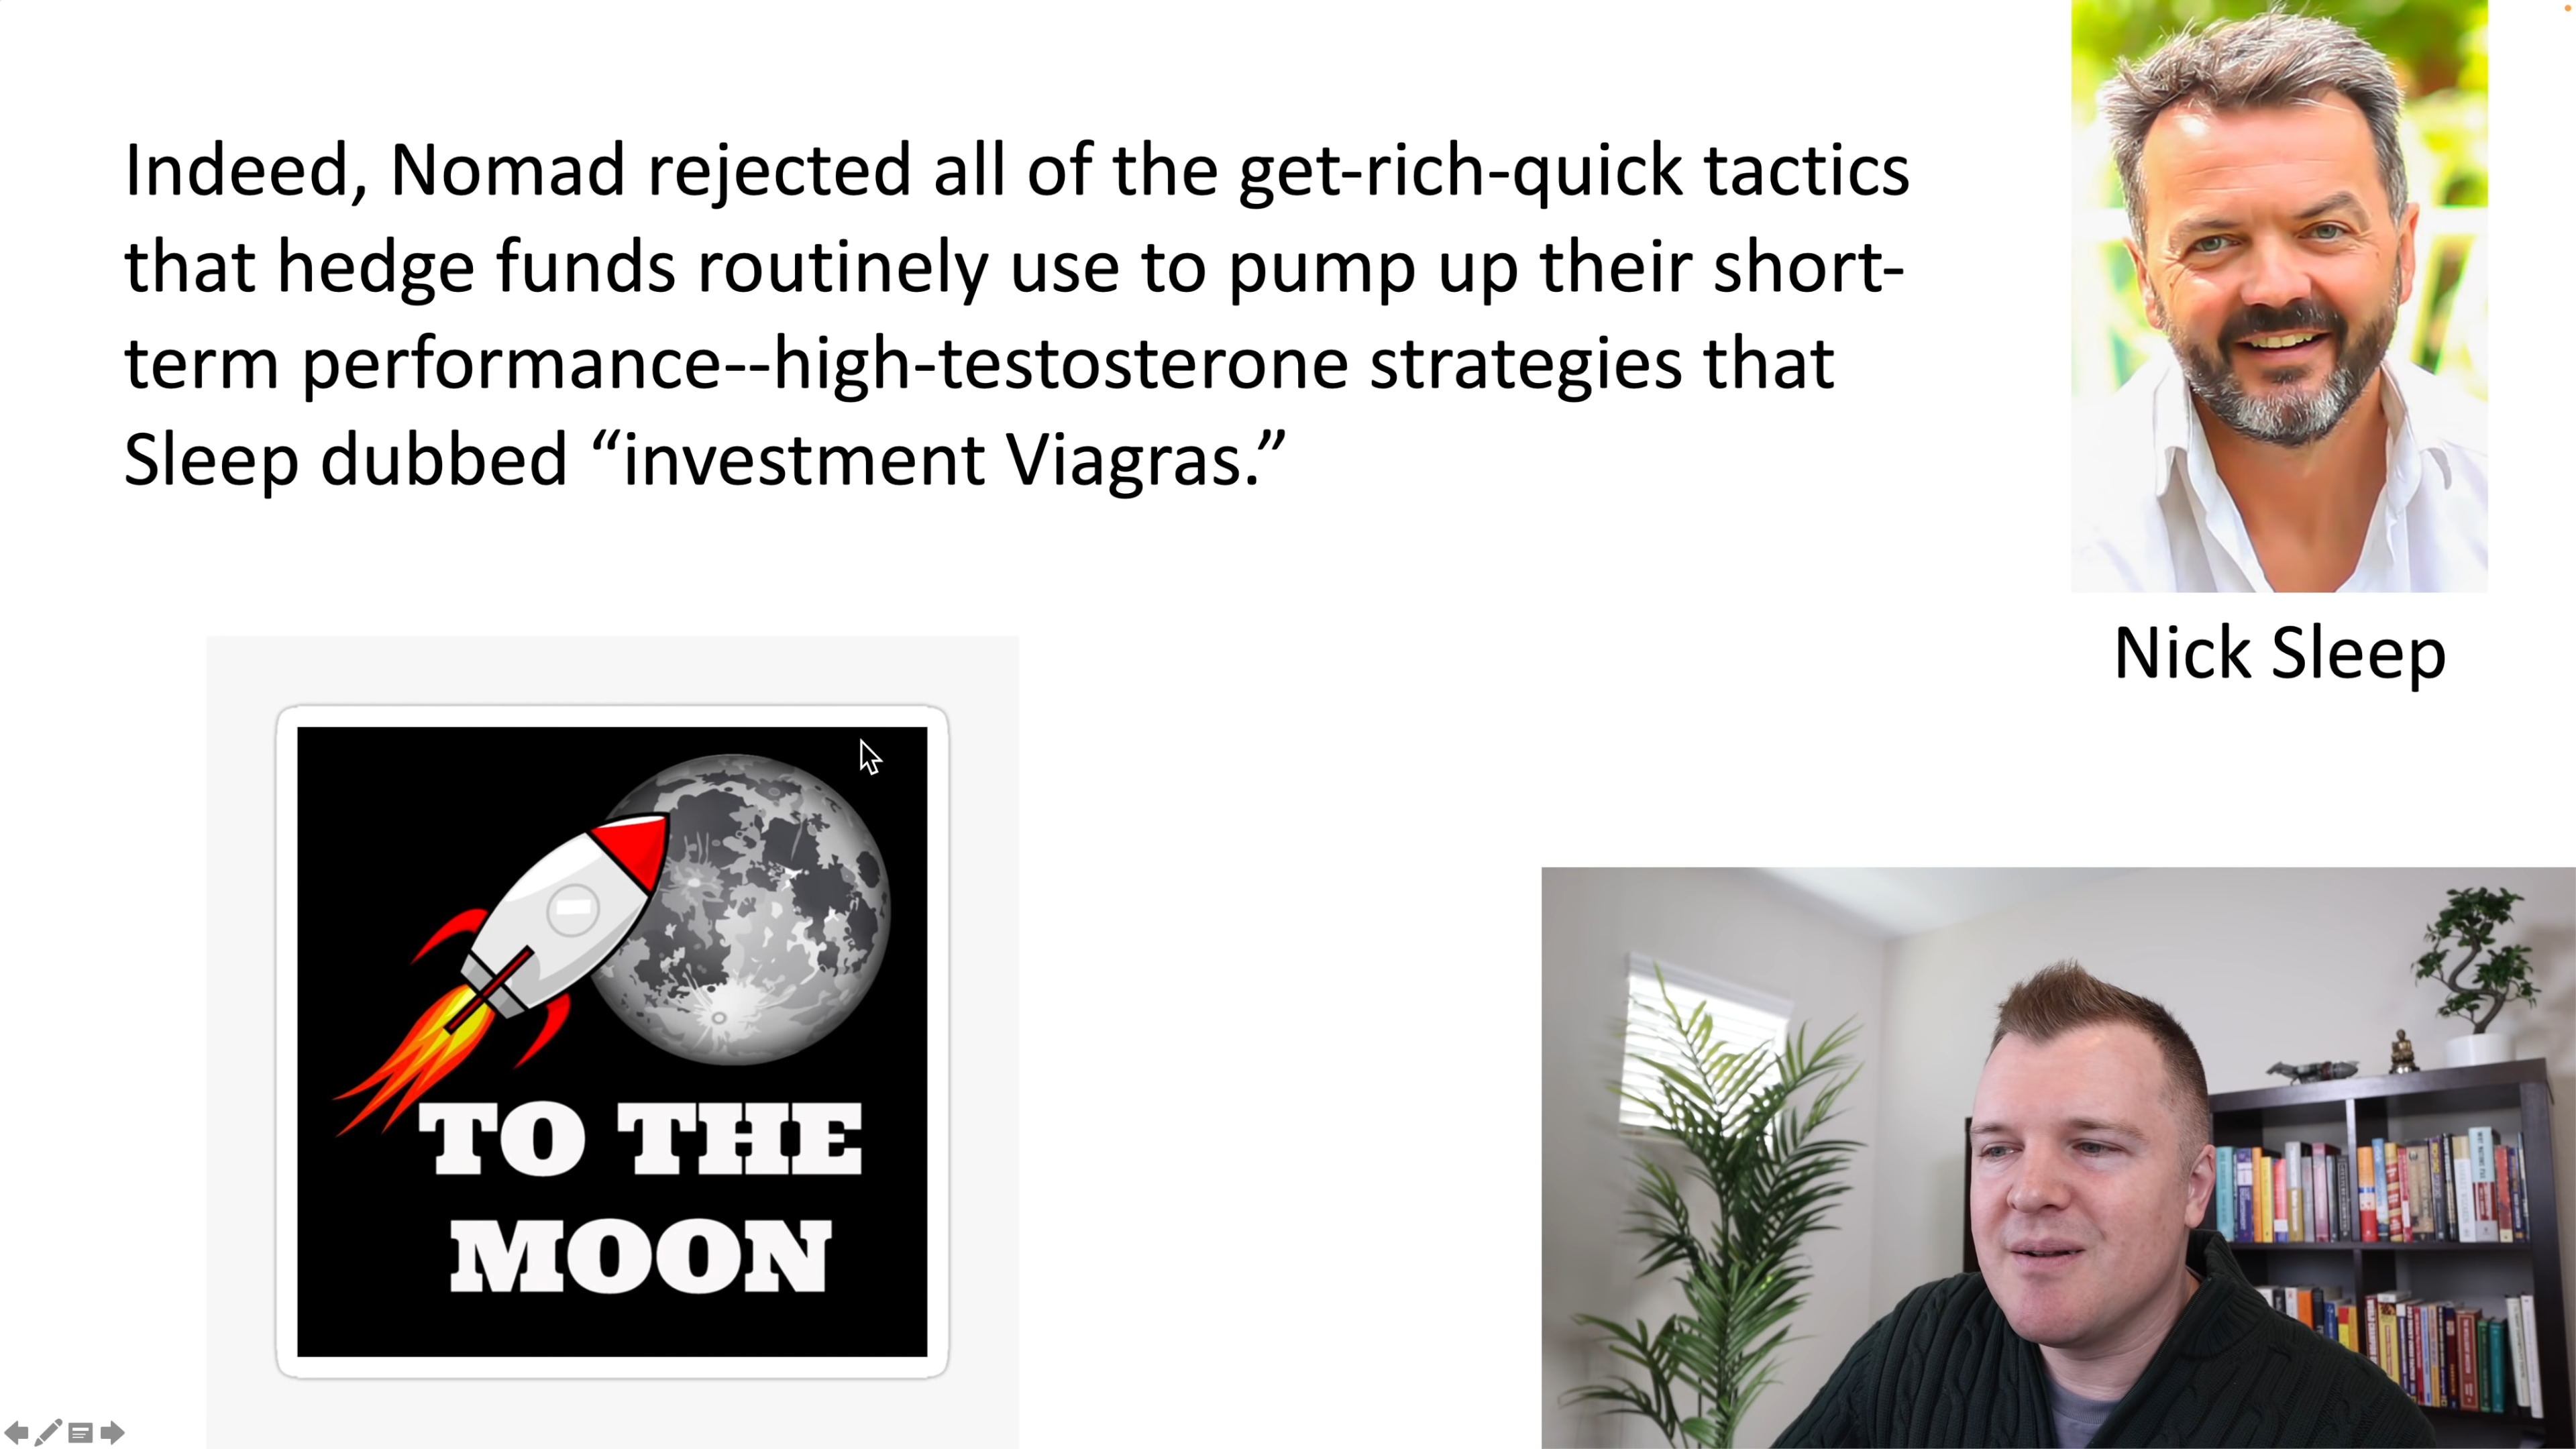 Indeed, Nomad rejected all of the get-rich-quick tactics
that hedge funds routinely use to pump up their short-
term performance--high-testosterone strategies that
Sleep dubbed “investment Viagras.”
Nick Sleep
TO THE
MOON